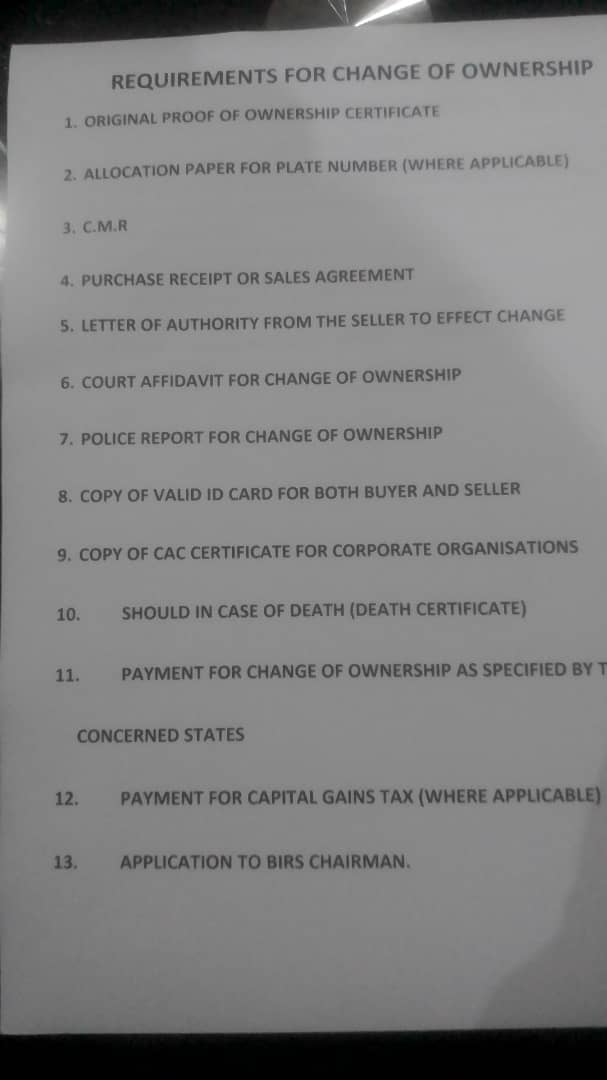 REQUIREMENTS FOR CHANGE OF OWNERSHIP
1. ORIGINAL PROOF OF OWNERSHIP CERTIFICATE
2. ALLOCATION PAPER FOR PLATE NUMBER (WHERE APPLICABLE)
3. C.M.R
4. PURCHASE RECEIPT OR SALES AGREEMENT
5. LETTER OF AUTHORITY FROM THE SELLER TO EFFECT CHANGE
6. COURT AFFIDAVIT FOR CHANGE OF OWNERSHIP
7. POLICE REPORT FOR CHANGE OF OWNERSHIP
8. COPY OF VALID ID CARD FOR BOTH BUYER AND SELLER
9. COPY OF CAC CERTIFICATE FOR CORPORATE ORGANISATIONS
10. SHOULD IN CASE OF DEATH (DEATH CERTIFICATE)
11. PAYMENT FOR CHANGE OF OWNERSHIP AS SPECIFIED BY
CONCERNED STATES
12. PAYMENT FOR CAPITAL GAINS TAX (WHERE APPLICABLE)
13. APPLICATION TO BIRS CHAIRMAN.